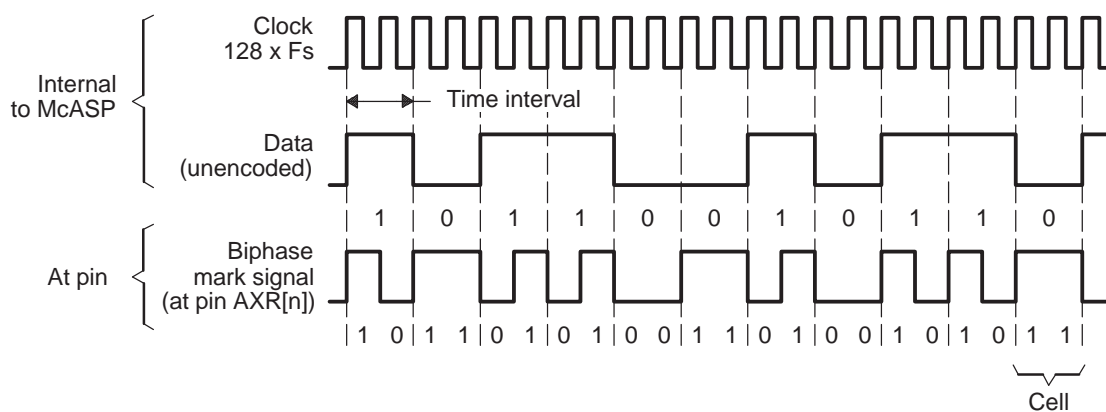 Clock
128 x Fs
Internal
to McASP
Time interval
Data
(unencoded)
1 0 1 1 0 0 1 0 1 1 0
At pin
Biphase
mark signal
(at pin AXR[n])
1 0 1 1 0 1 0 1 0 0 1 1 0 1 0 0 1 0 1 0 1 1
Cell